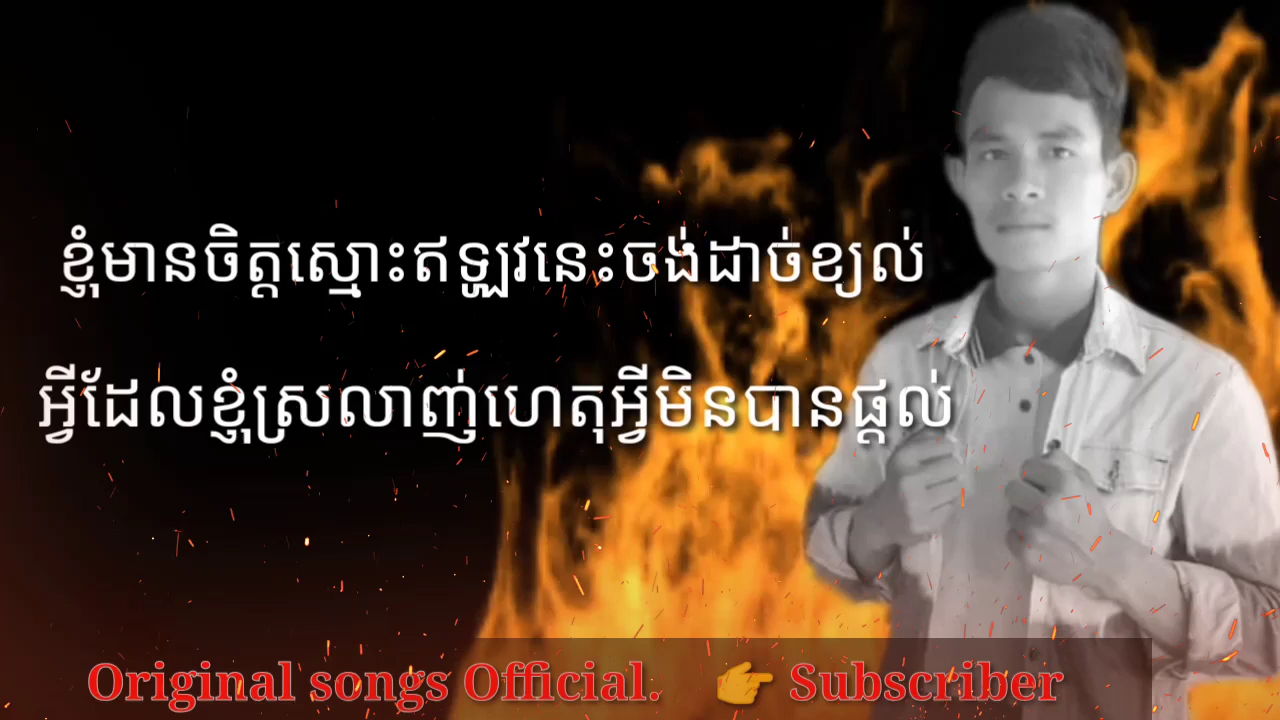 ខ្ញុំមានចិត្តស្មោះឥឡូវនេះចង់ដាច់ខ្យល់
អ្វីដែលខ្ញុំស្រលាញ់ហេតុអ្វីមិនបានផ្តល់
Original songs Official. 👉 Subscriber